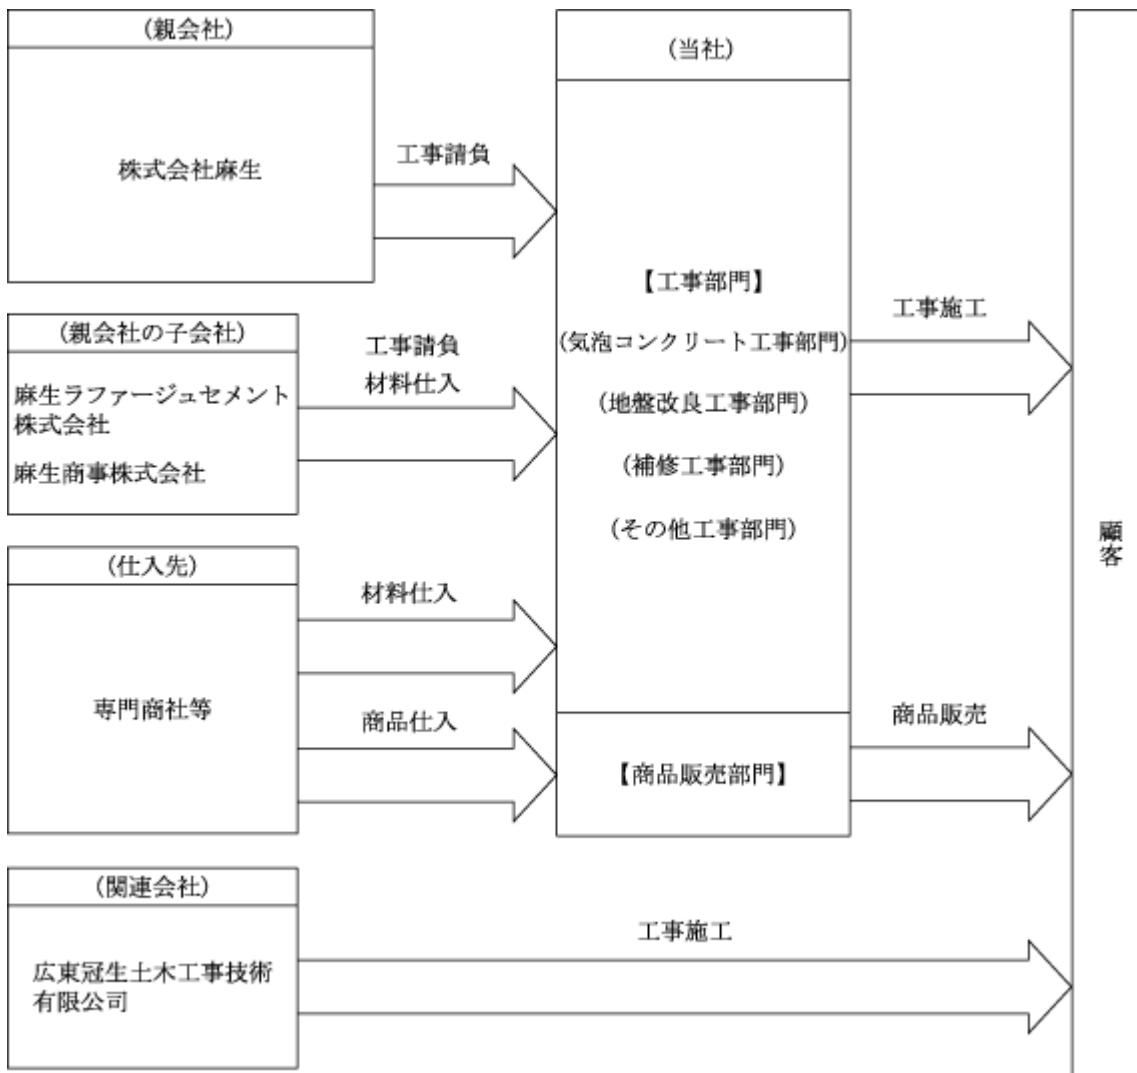 (親会社)
株式会社麻生
工事請負
(親会社の子会社)
麻生ラファージュセメント
株式会社
麻生商事株式会社
工事請負
材料仕入
(仕入先)
専門商社等
材料仕入
商品仕入
(関連会社)
広東冠生土木工事技術
有限公司
工事施工
(当社)
【工事部門】
(気泡コンクリート工事部門)
(地盤改良工事部門)
(補修工事部門)
(その他工事部門)
【商品販売部門】
工事施工
商品販売
顧客